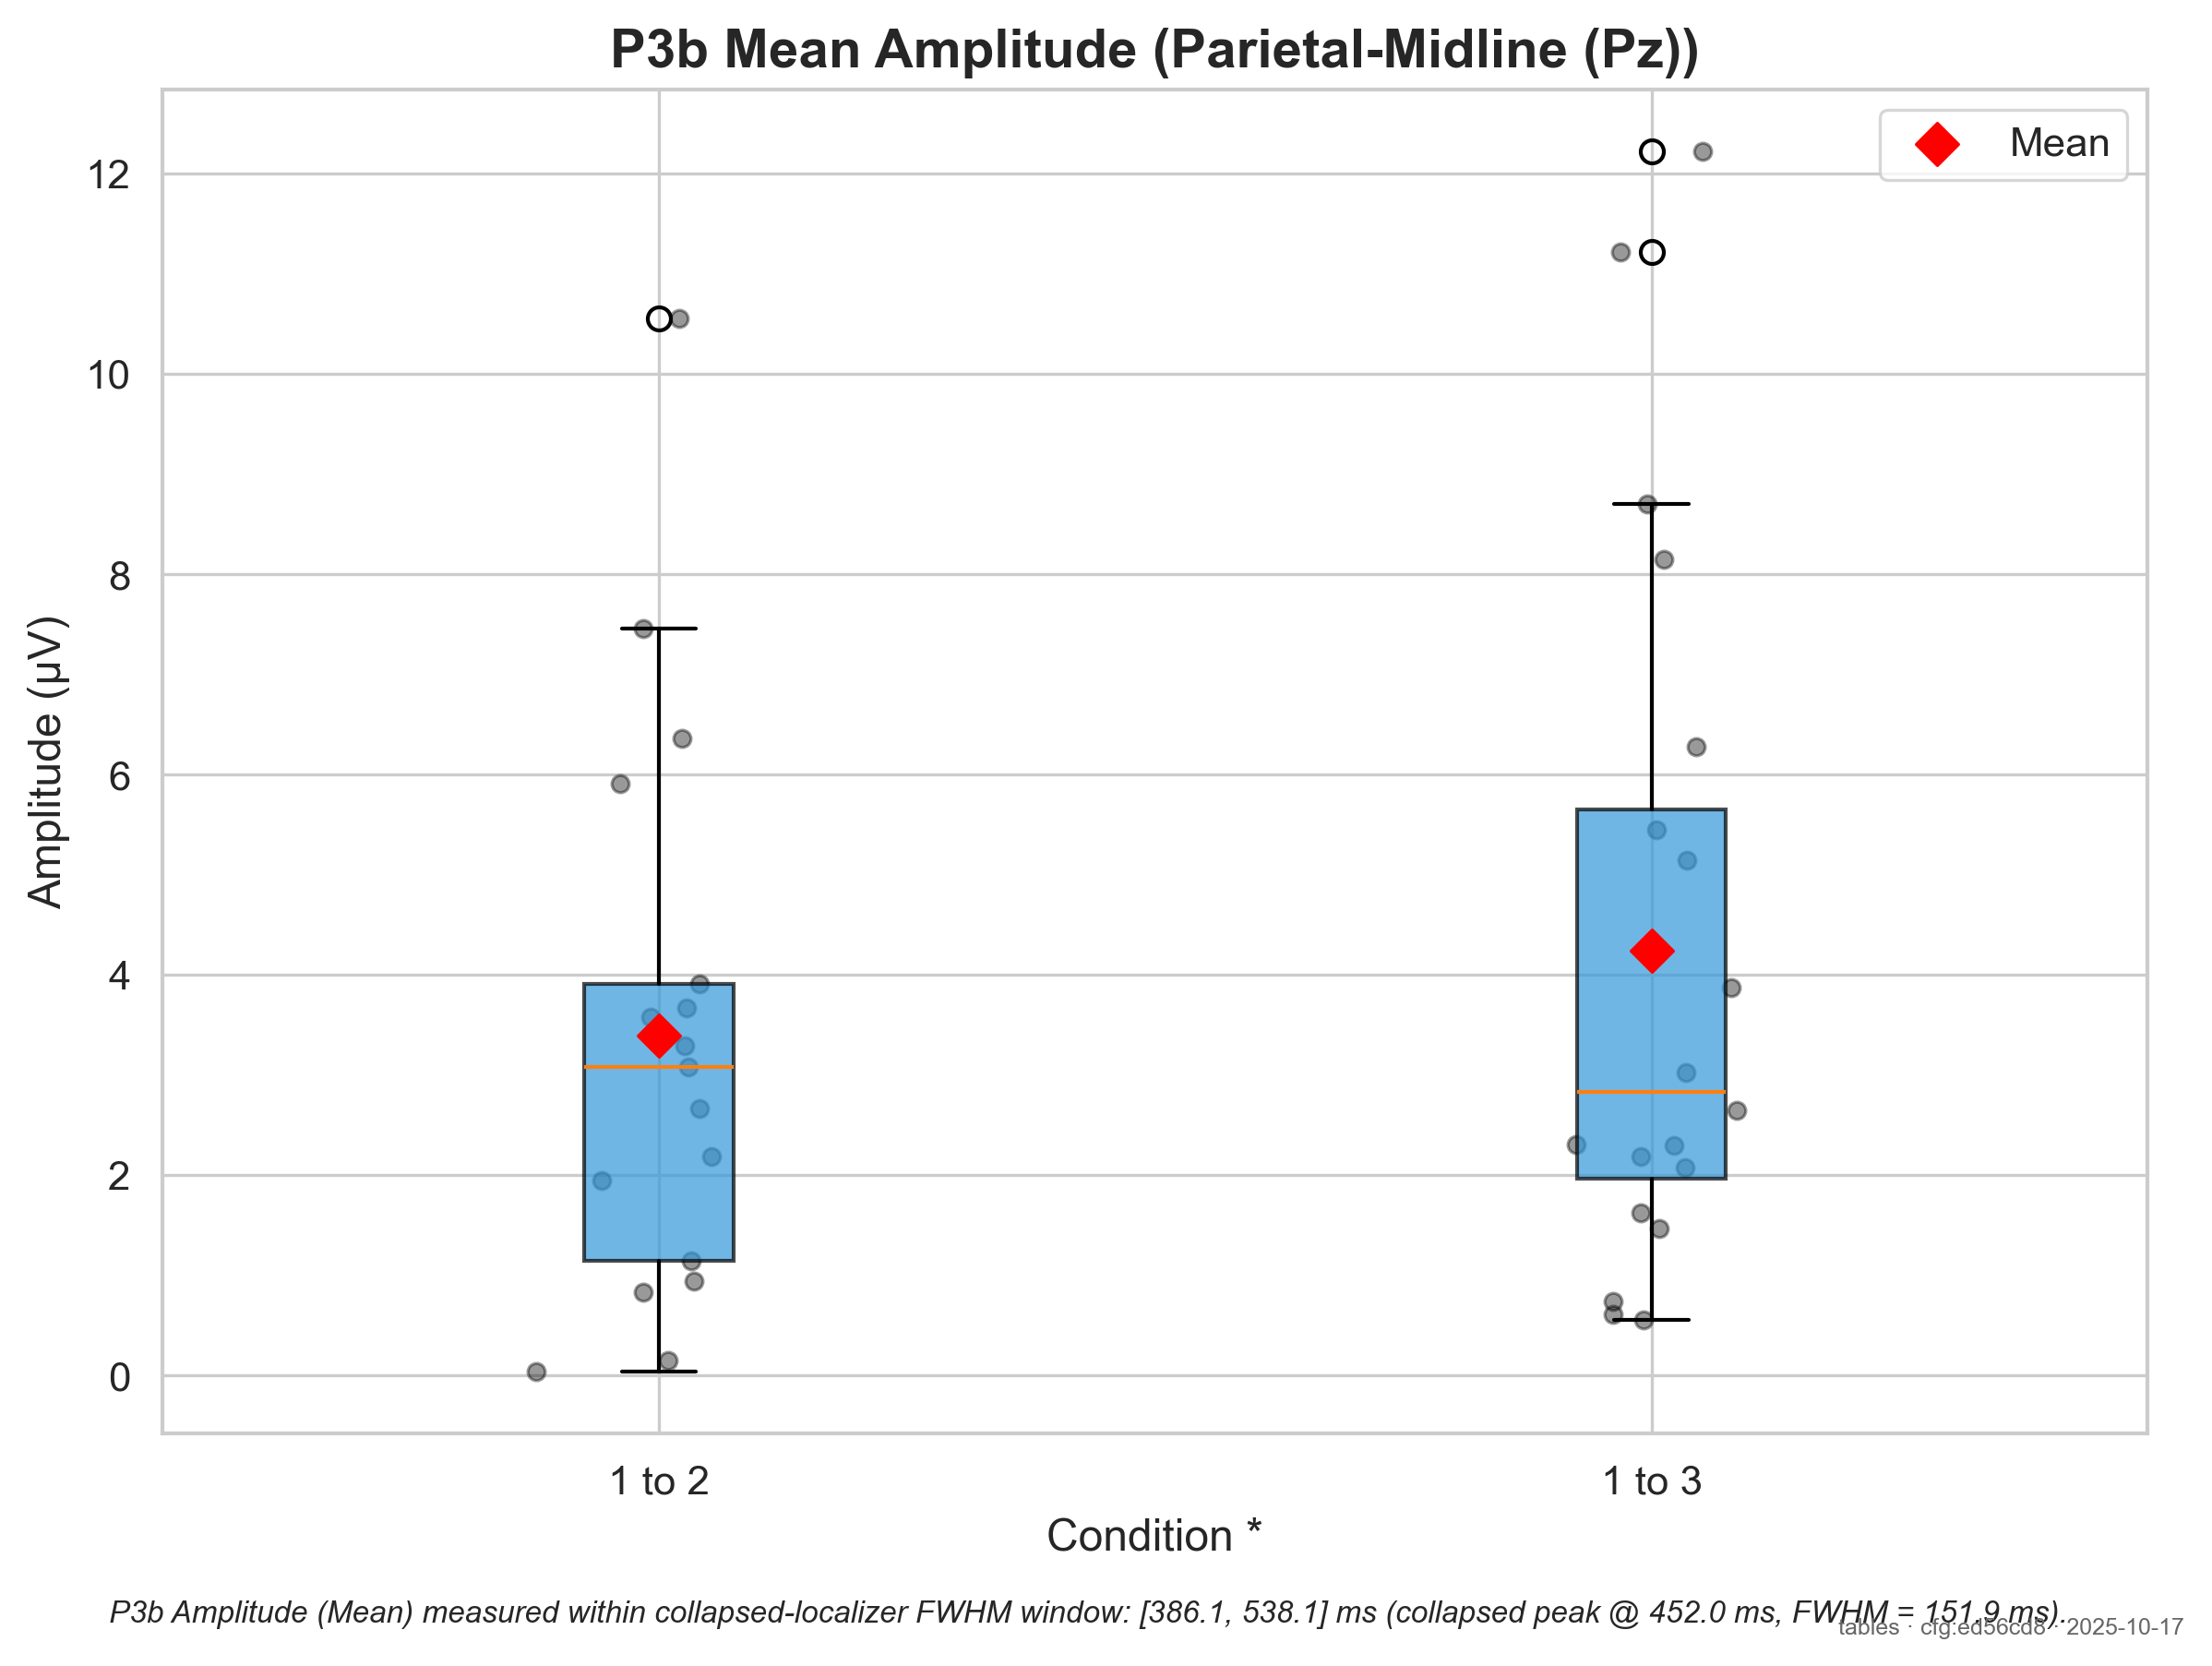 P3b Mean Amplitude (Parietal-Midline (Pz))
Mean
12
10
8
6
4
2
0
Amplitude (µV)
1 to 2
1 to 3
Condition *
P3b Amplitude (Mean) measured within collapsed-localizer FWHM window: [386.1, 538.1] ms (collapsed peak @ 452.0 ms, FWHM = 151.9 ms).
tables · cfg:ed56cd8 · 2025-10-17